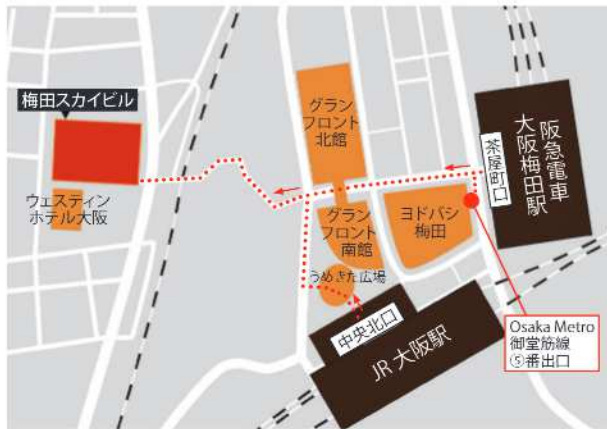 梅田スカイビル
ウェスティン
ホテル大阪
グラン
フロント
北館
グラン
フロント
南館
うめきた広場
ヨドバシ
梅田
茶屋町口
阪急電車
大阪梅田駅
中央北口
JR 大阪駅
Osaka Metro
御堂筋線
⑤番出口